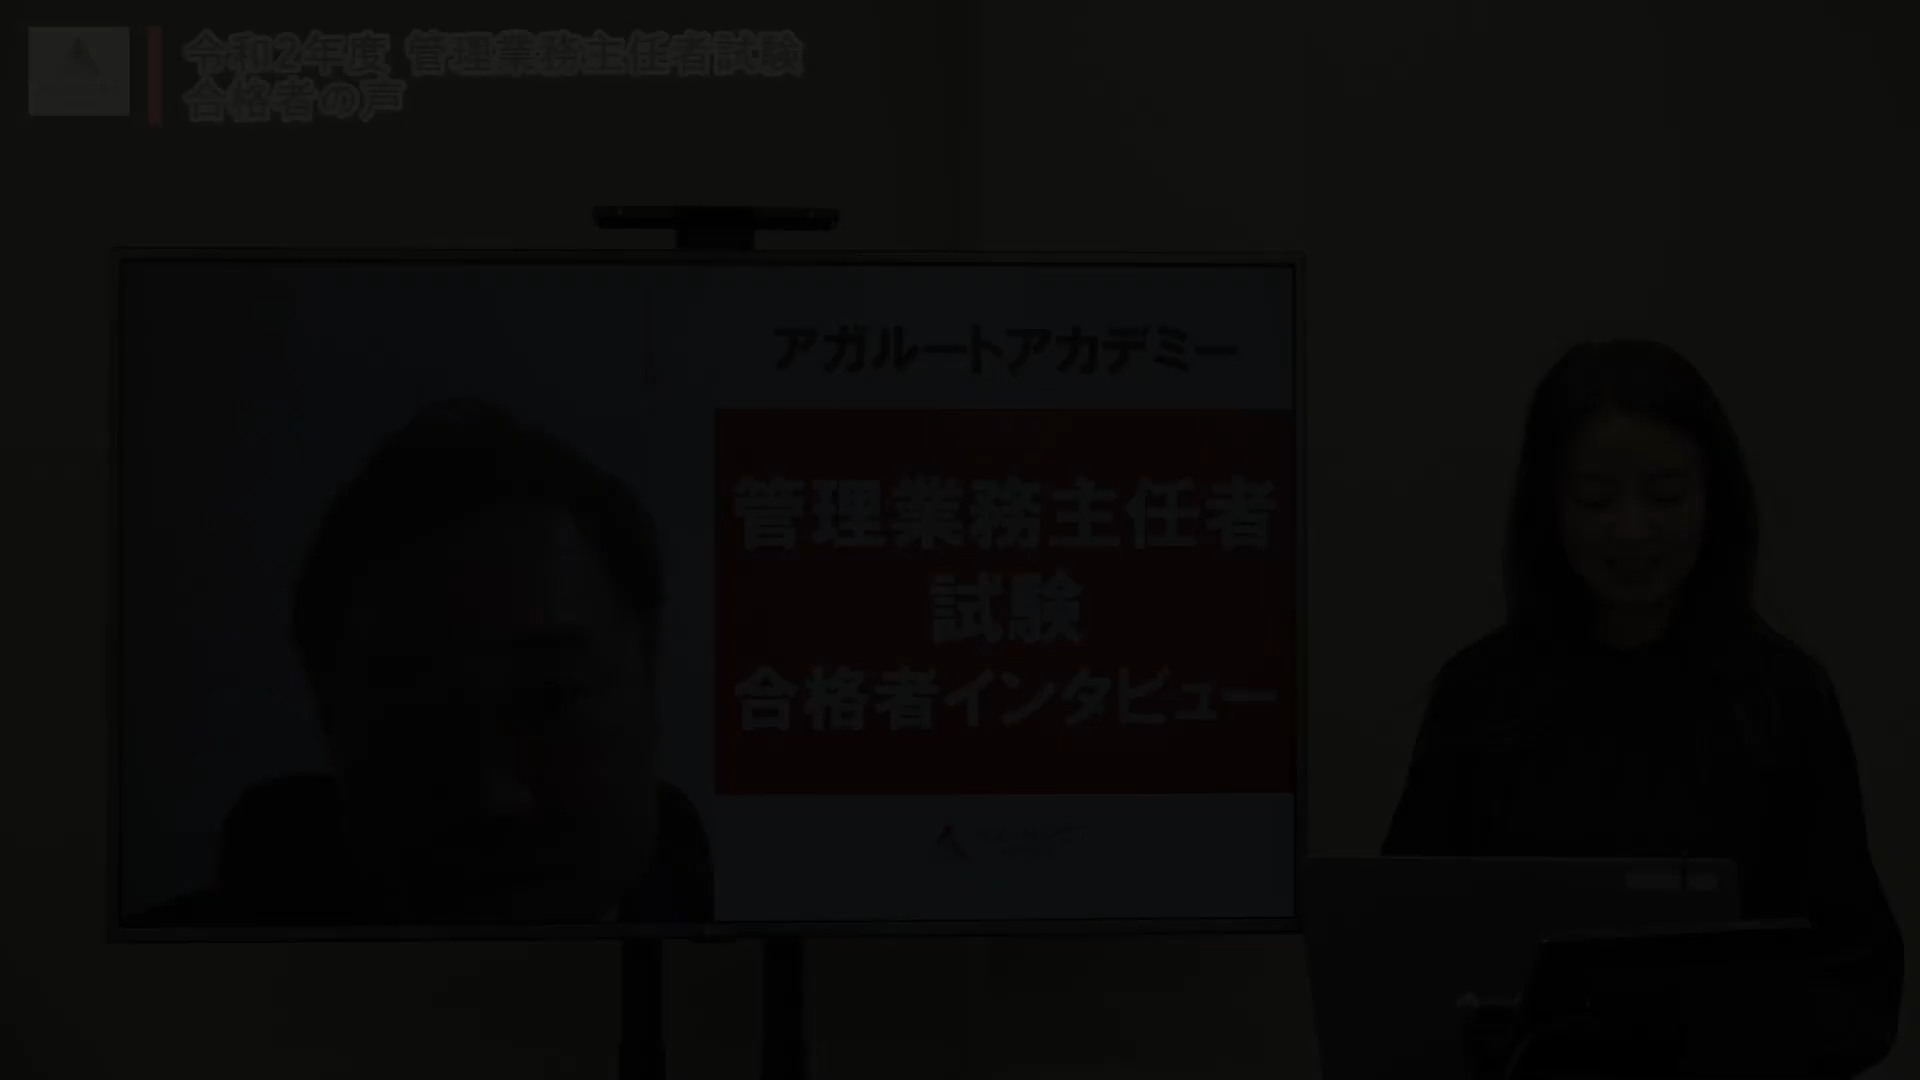 令和2年度 管理業務主任者試験
合格者の声
アガルートアカデミー
管理業務主任者
試験
合格者インタビュー